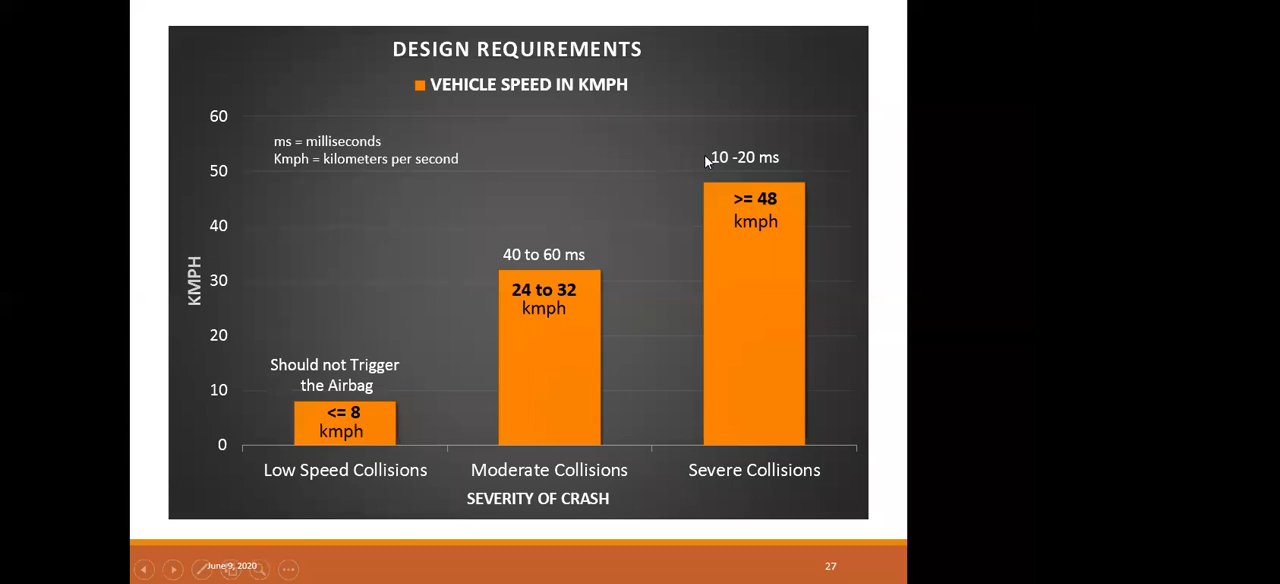 DESIGN REQUIREMENTS
VEHICLE SPEED IN KMPH
60
50
40
30
20
10
0
KMPH
ms = milliseconds
Kmph = kilometers per second
Should not Trigger
the Airbag
<= 8
kmph
40 to 60 ms
24 to 32
kmph
10 -20 ms
>= 48
kmph
Low Speed Collisions
Moderate Collisions
Severe Collisions
SEVERITY OF CRASH
June 9, 2020
27